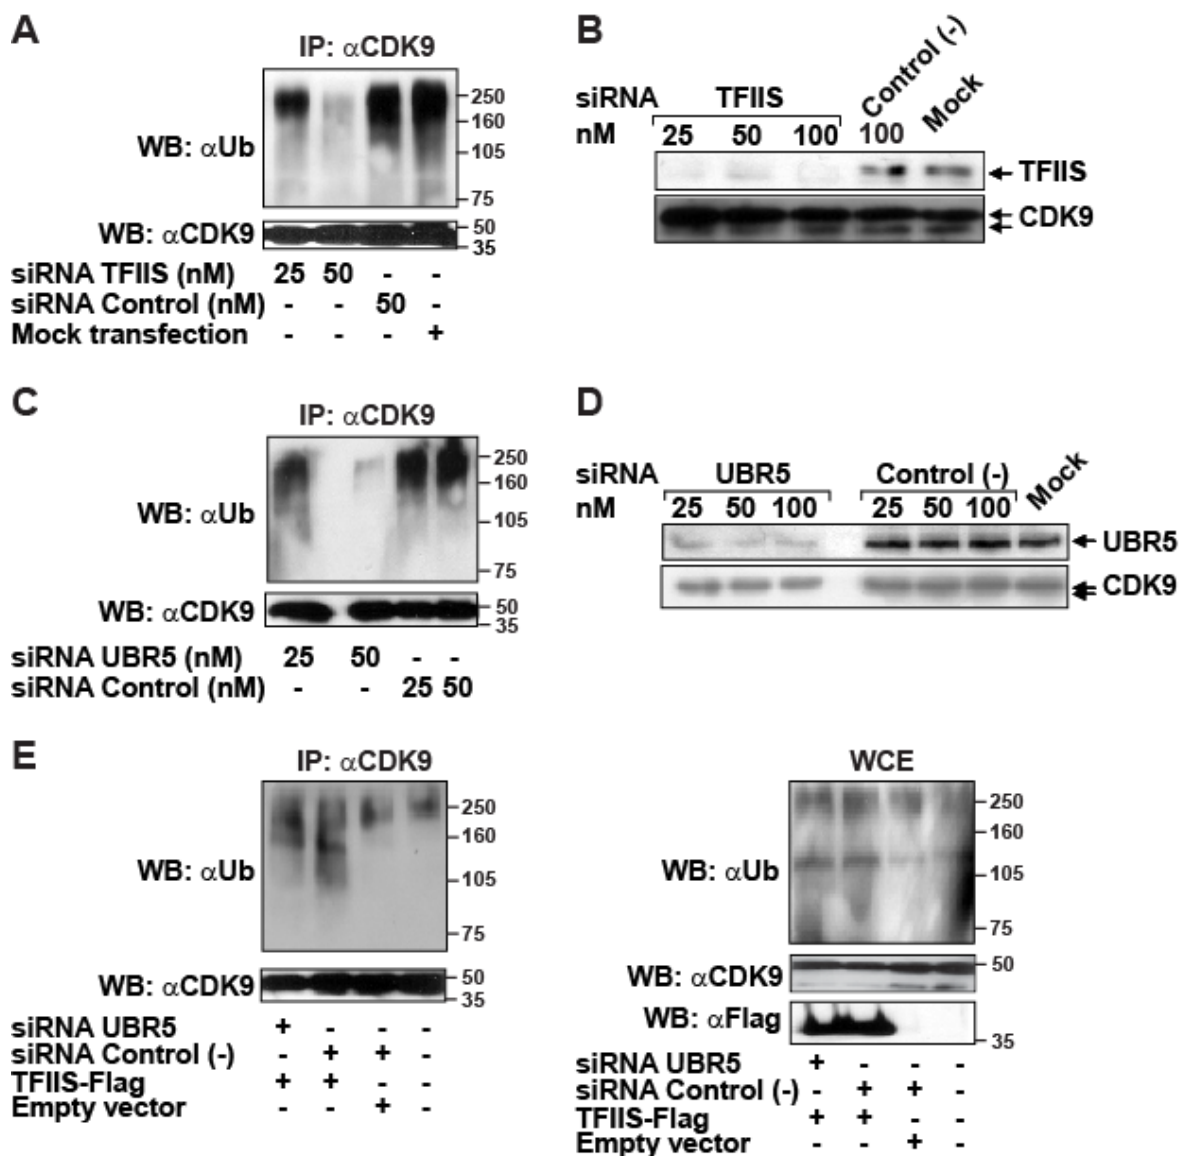 A
IP: αCDK9
WB: αUb
250
160
105
75
WB: αCDK9
50
35
siRNA TFIIS (nM) 25 50 - -
siRNA Control (nM) - - 50 -
Mock transfection - - - +
B
siRNA TFIIS Control (-) Mock
nM 25 50 100 100
TFIIS
CDK9
C
IP: αCDK9
WB: αUb
250
160
105
75
WB: αCDK9
50
35
siRNA UBR5 (nM) 25 50 - -
siRNA Control (nM) - - 25 50
D
siRNA UBR5 Control (-) Mock
nM 25 50 100 25 50 100
UBR5
CDK9
E
IP: αCDK9
WB: αUb
250
160
105
75
WB: αCDK9
50
35
siRNA UBR5 + - - -
siRNA Control (-) - + + -
TFIIS-Flag + + - -
Empty vector - - + -
WCE
WB: αUb
250
160
105
75
WB: αCDK9
50
WB: αFlag
35
siRNA UBR5 + - - -
siRNA Control (-) - + + -
TFIIS-Flag + + - -
Empty vector - - + -